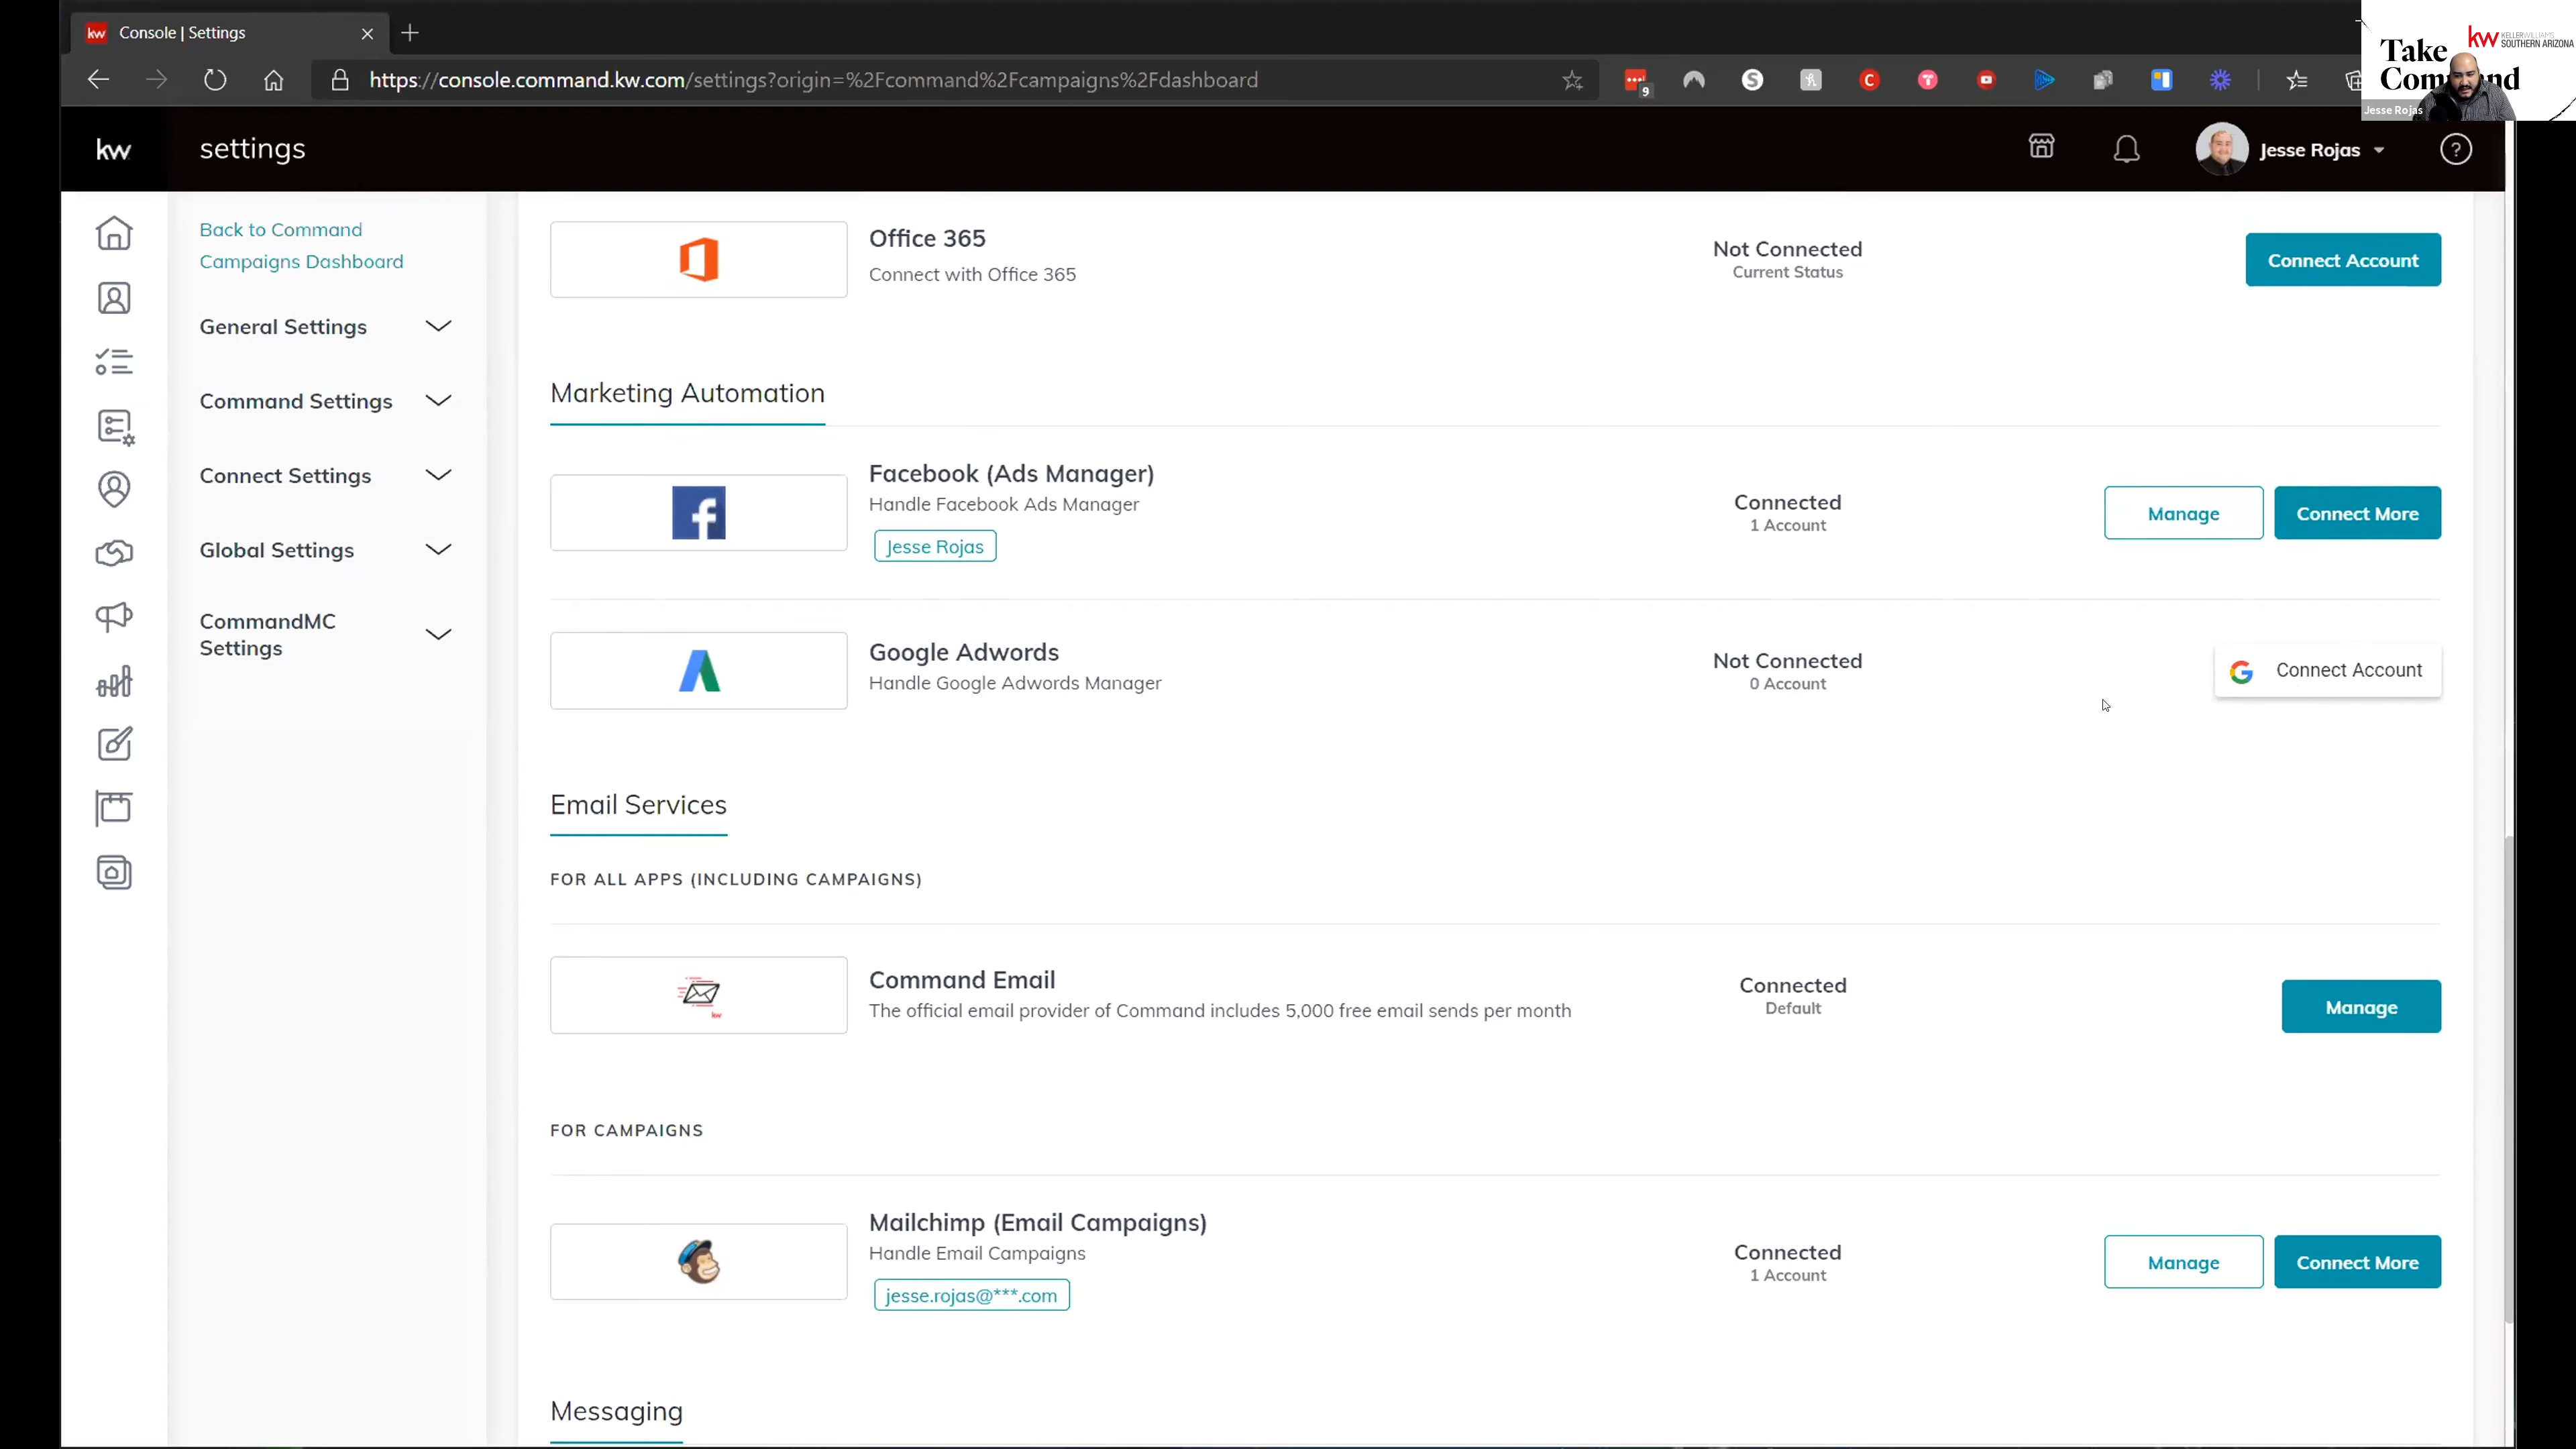 Console | Settings
https://console.command.kw.com/settings?origin=%2Fcommand%2Fcampaigns%2Fdashboard
9
Take
Command
kw KELLERWILLIAMS
SOUTHERN ARIZONA
Jesse Rojas
kw
settings
Jesse Rojas
Back to Command
Campaigns Dashboard
General Settings
Command Settings
Connect Settings
Global Settings
CommandMC
Settings
Office 365
Connect with Office 365
Not Connected
Current Status
Connect Account
Marketing Automation
Facebook (Ads Manager)
Handle Facebook Ads Manager
Jesse Rojas
Connected
1 Account
Manage
Connect More
Google Adwords
Handle Google Adwords Manager
Not Connected
0 Account
Connect Account
Email Services
FOR ALL APPS (INCLUDING CAMPAIGNS)
Command Email
The official email provider of Command includes 5,000 free email sends per month
Connected
Default
Manage
FOR CAMPAIGNS
Mailchimp (Email Campaigns)
Handle Email Campaigns
jesse.rojas@***.com
Connected
1 Account
Manage
Connect More
Messaging